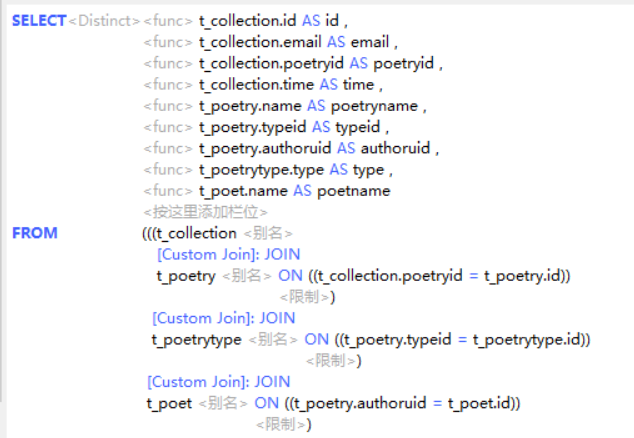 SELECT <Distinct> <func> t_collection.id AS id ,
<func> t_collection.email AS email ,
<func> t_collection.poetryid AS poetryid ,
<func> t_collection.time AS time ,
<func> t_poetry.name AS poetryname ,
<func> t_poetry.typeid AS typeid ,
<func> t_poetry.authoruid AS authoruid ,
<func> t_poetrytype.type AS type ,
<func> t_poet.name AS poetname
<按这里添加栏位>
FROM (((t_collection <别名>
[Custom Join]: JOIN
t_poetry <别名> ON ((t_collection.poetryid = t_poetry.id))
<限制>)
[Custom Join]: JOIN
t_poetrytype <别名> ON ((t_poetry.typeid = t_poetrytype.id))
<限制>)
[Custom Join]: JOIN
t_poet <别名> ON ((t_poetry.authoruid = t_poet.id))
<限制>)